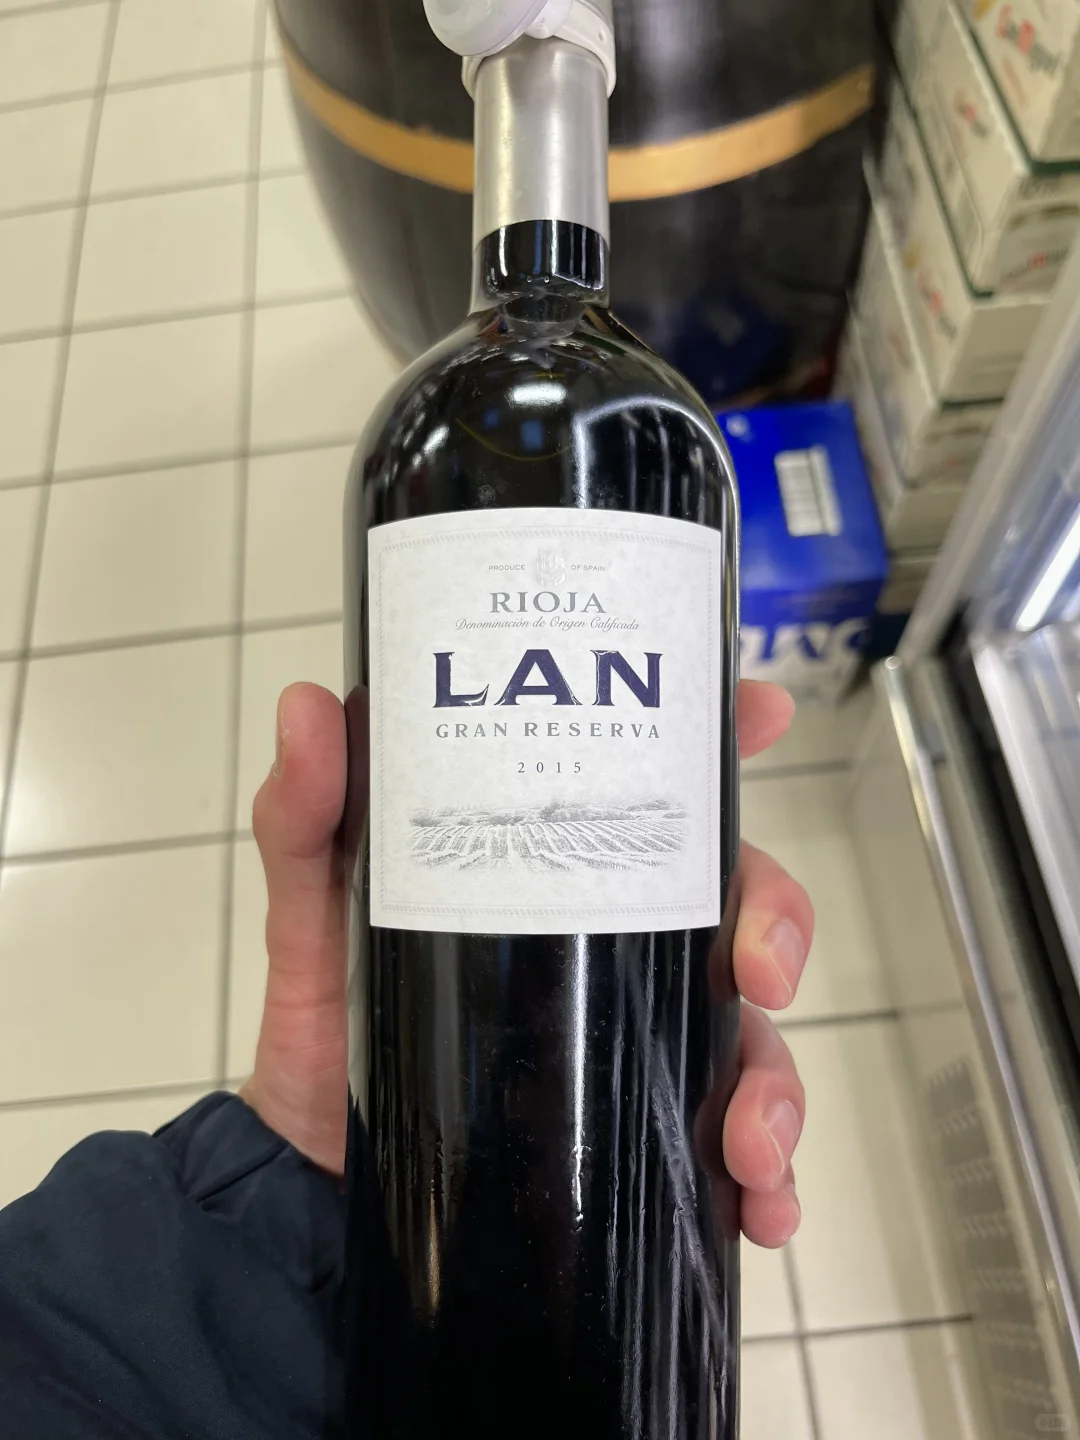 PRODUCE OF SPAIN
RIOJA
Denominación de Origen Calificada
LAN
GRAN RESERVA
2015